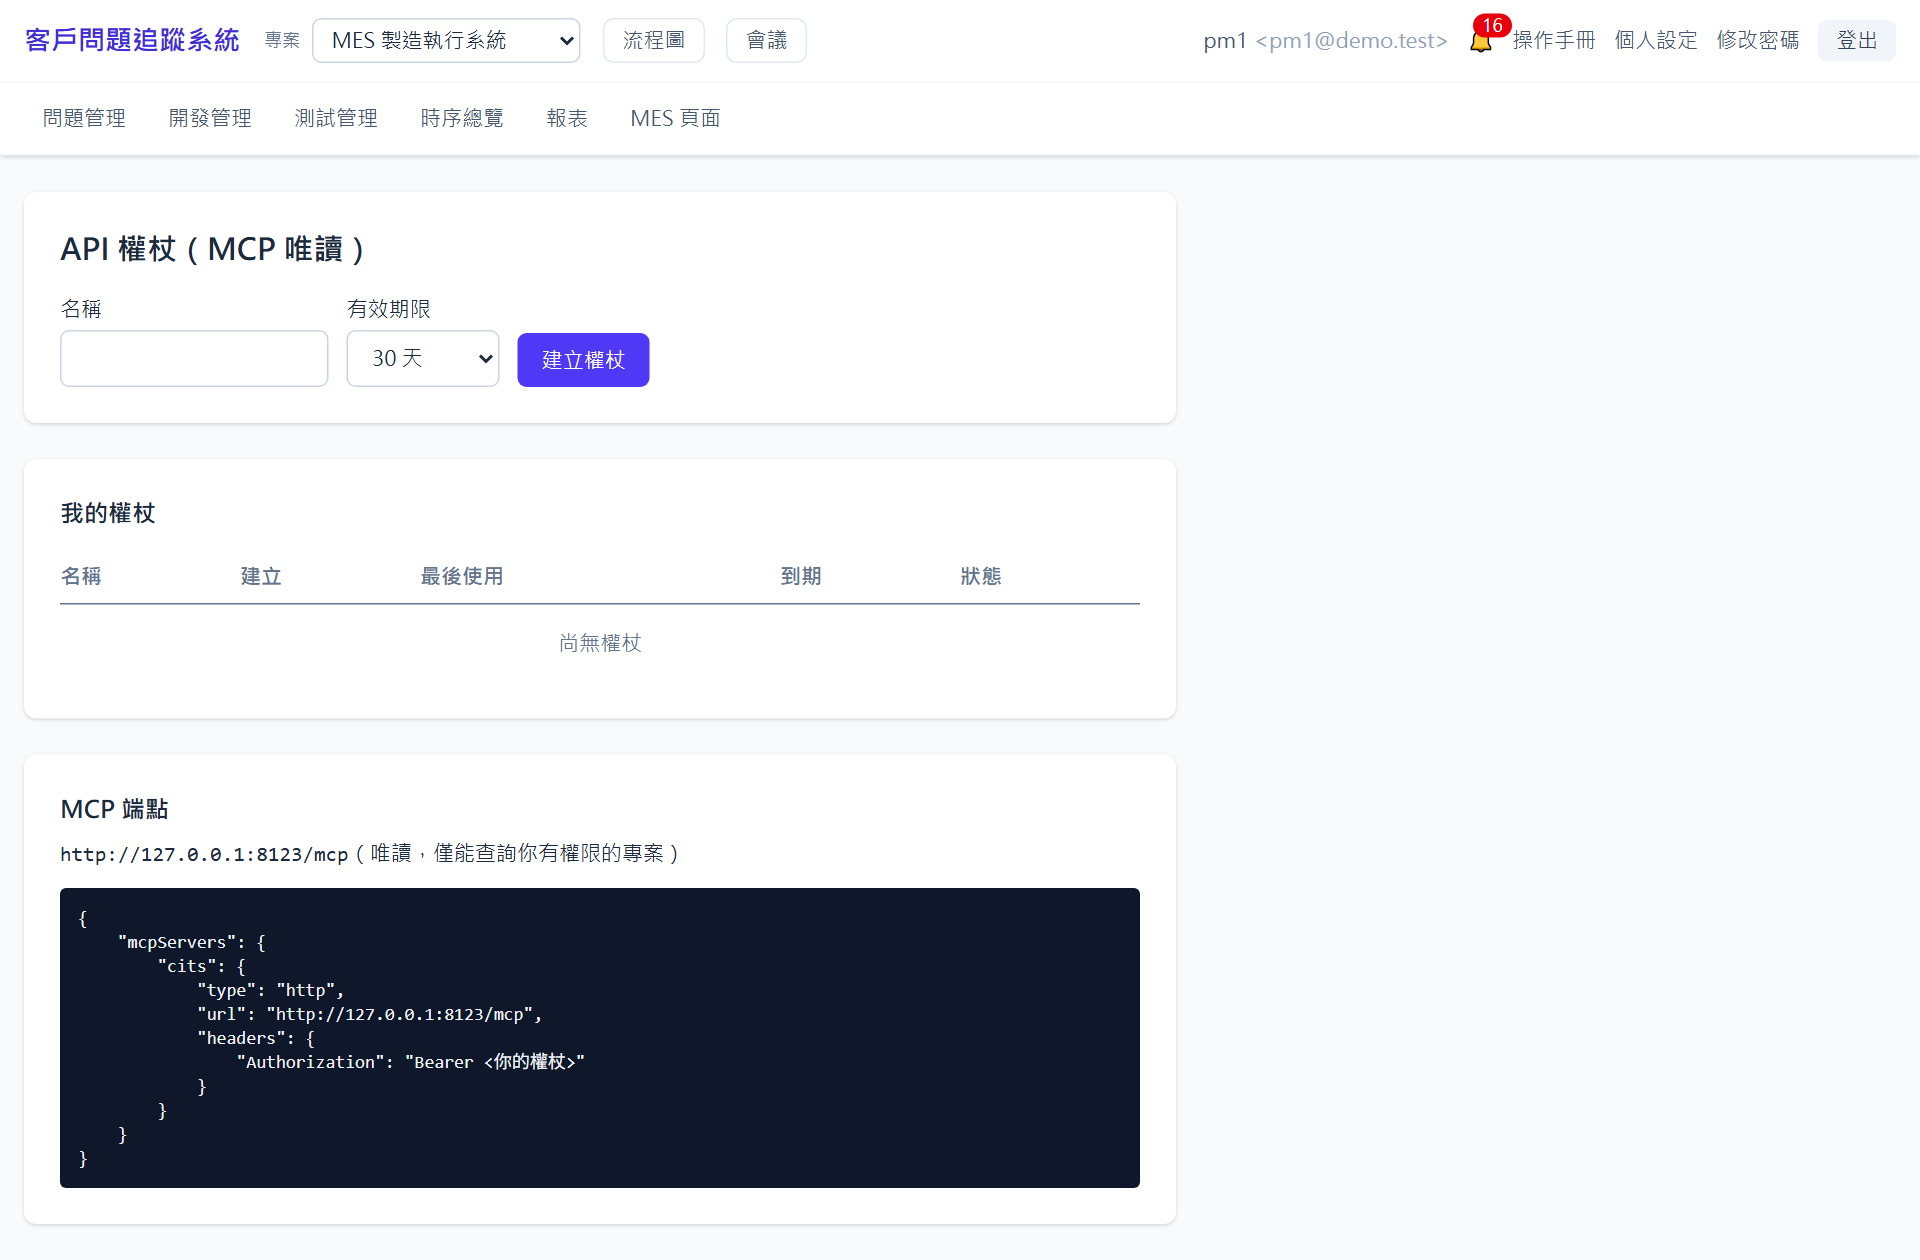 客戶問題追蹤系統 專案 MES 製造執行系統 流程圖 會議 pm1 <pm1@demo.test> 16 操作手冊 個人設定 修改密碼 登出
問題管理 開發管理 測試管理 時序總覽 報表 MES 頁面
API 權杖（MCP 唯讀）
名稱 有效期限
30 天 建立權杖
我的權杖
名稱 建立 最後使用 到期 狀態
尚無權杖
MCP 端點
http://127.0.0.1:8123/mcp（唯讀，僅能查詢你有權限的專案）
{
    "mcpServers": {
        "cits": {
            "type": "http",
            "url": "http://127.0.0.1:8123/mcp",
            "headers": {
                "Authorization": "Bearer <你的權杖>"
            }
        }
    }
}